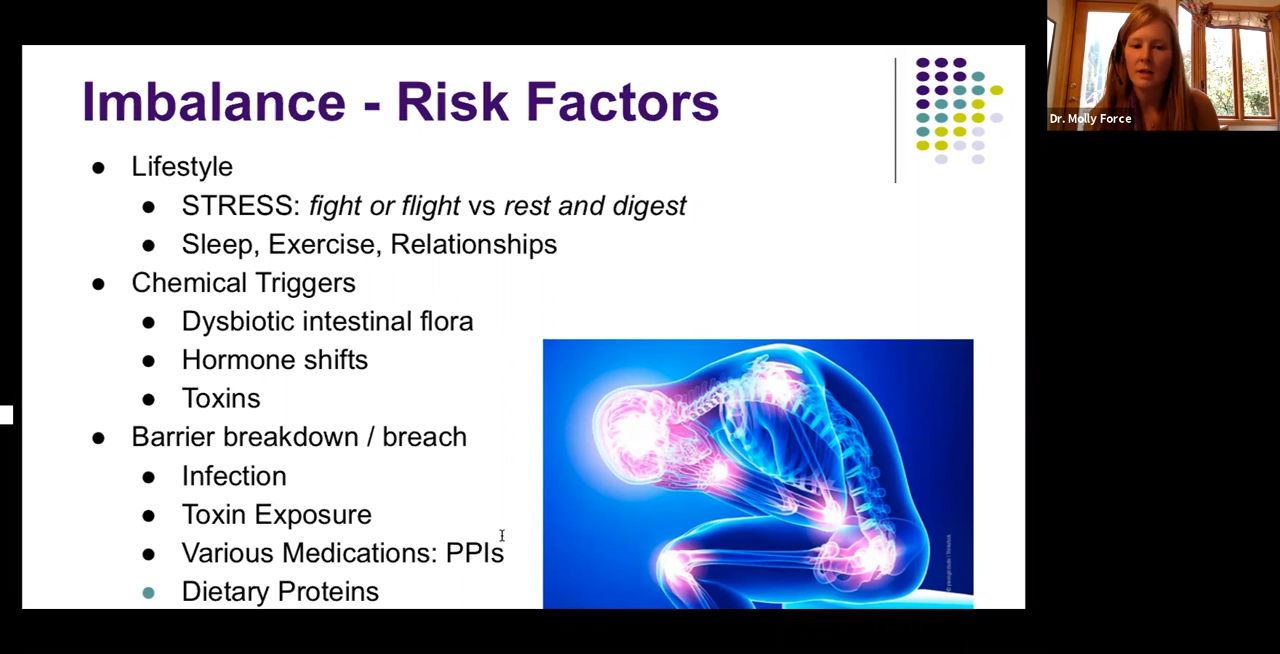 Imbalance - Risk Factors
● Lifestyle
● STRESS: fight or flight vs rest and digest
● Sleep, Exercise, Relationships
● Chemical Triggers
● Dysbiotic intestinal flora
● Hormone shifts
● Toxins
● Barrier breakdown / breach
● Infection
● Toxin Exposure
● Various Medications: PPIs
● Dietary Proteins
Dr. Molly Force